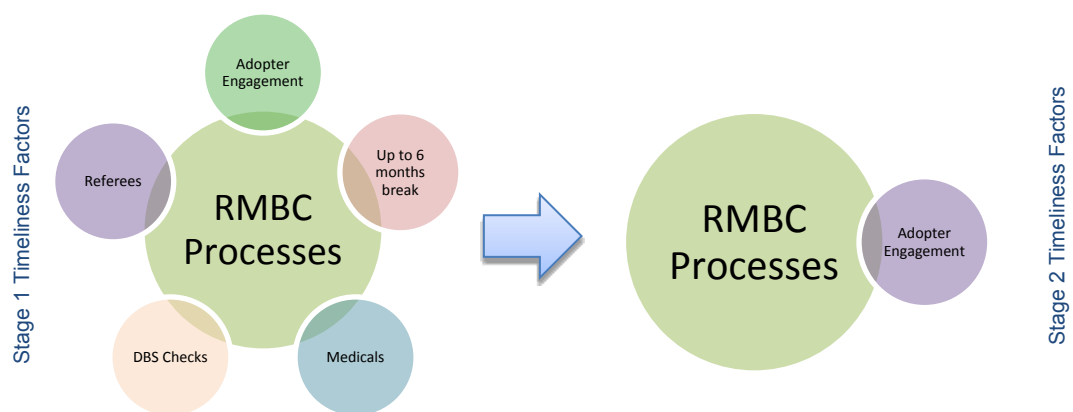 Stage 1 Timeliness Factors
Adopter
Engagement
Referees
Up to 6
months
break
RMBC
Processes
DBS Checks
Medicals
RMBC
Processes
Adopter
Engagement
Stage 2 Timeliness Factors